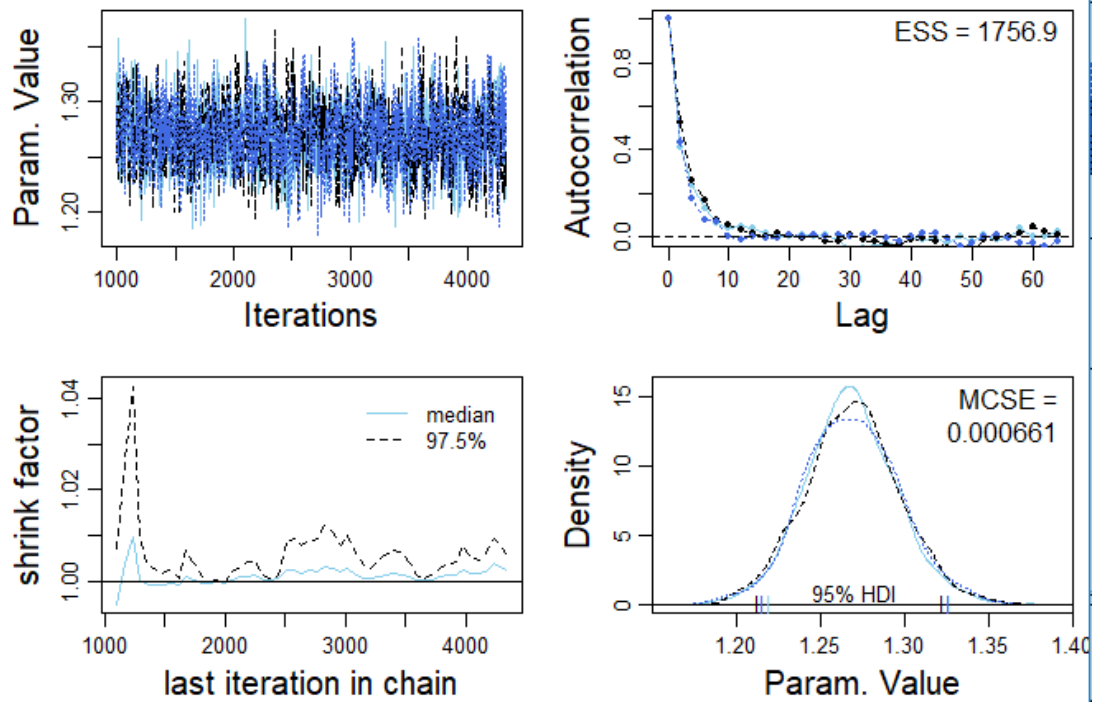 Param. Value
1.20
1.30
1000
2000
3000
4000
Iterations
ESS = 1756.9
Autocorrelation
0.0
0.4
0.8
0
10
20
30
40
50
60
Lag
shrink factor
1.00
1.02
1.04
median
97.5%
1000
2000
3000
4000
last iteration in chain
MCSE =
0.000661
Density
0
5
10
15
95% HDI
1.20
1.25
1.30
1.35
1.40
Param. Value